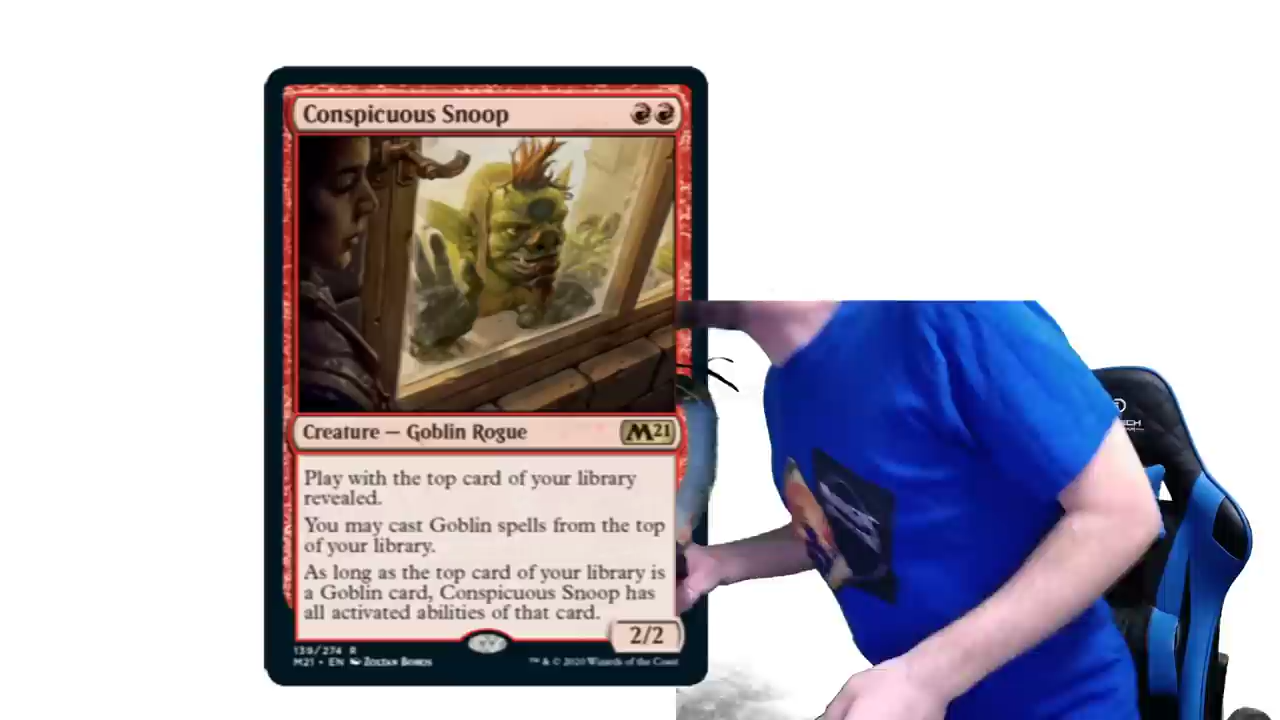 Conspicuous Snoop
Creature — Goblin Rogue
M21
Play with the top card of your library
revealed.
You may cast Goblin spells from the top
of your library.
As long as the top card of your library is
a Goblin card, Conspicuous Snoop has
all activated abilities of that card.
2/2
139/274 R
M21 • EN Zoltan Boros
™ & © 2020 Wizards of the Coast